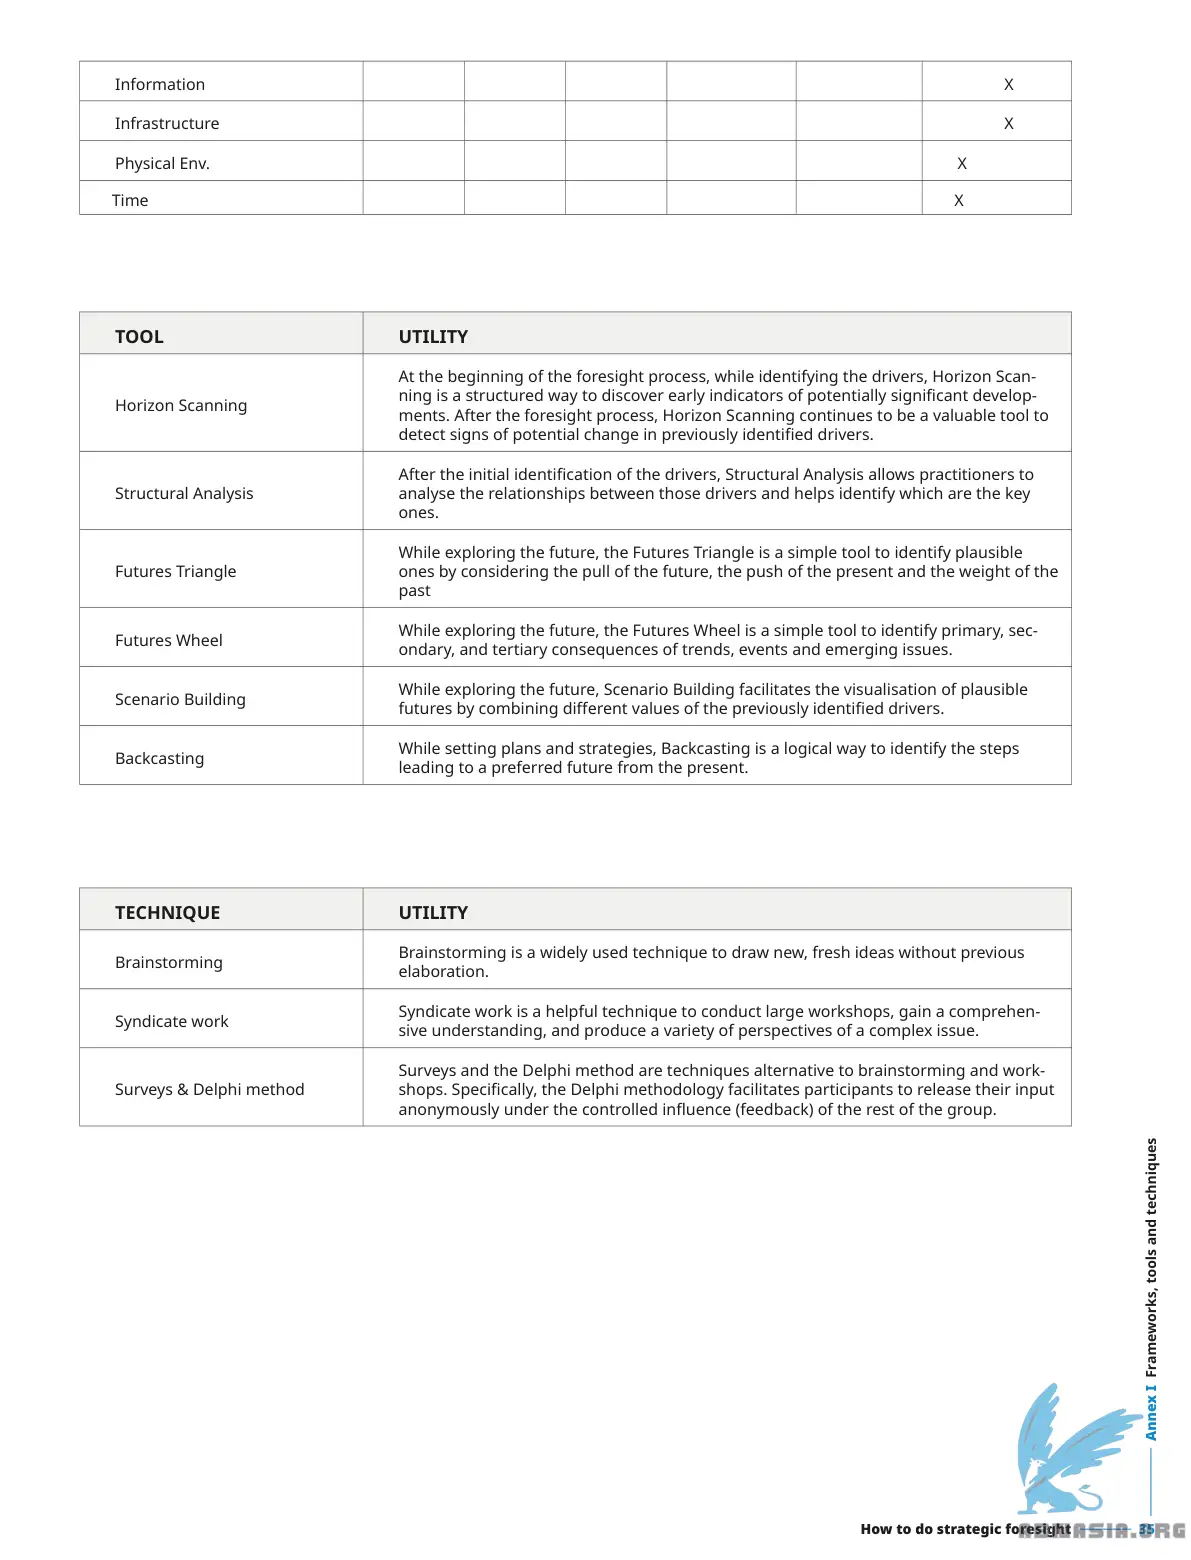 Information X
Infrastructure X
Physical Env. X
Time X
TOOL UTILITY
Horizon Scanning
At the beginning of the foresight process, while identifying the drivers, Horizon Scan-
ning is a structured way to discover early indicators of potentially significant develop-
ments. After the foresight process, Horizon Scanning continues to be a valuable tool to
detect signs of potential change in previously identified drivers.
Structural Analysis
After the initial identification of the drivers, Structural Analysis allows practitioners to
analyse the relationships between those drivers and helps identify which are the key
ones.
Futures Triangle
While exploring the future, the Futures Triangle is a simple tool to identify plausible
ones by considering the pull of the future, the push of the present and the weight of the
past
Futures Wheel
While exploring the future, the Futures Wheel is a simple tool to identify primary, sec-
ondary, and tertiary consequences of trends, events and emerging issues.
Scenario Building
While exploring the future, Scenario Building facilitates the visualisation of plausible
futures by combining different values of the previously identified drivers.
Backcasting
While setting plans and strategies, Backcasting is a logical way to identify the steps
leading to a preferred future from the present.
TECHNIQUE UTILITY
Brainstorming
Brainstorming is a widely used technique to draw new, fresh ideas without previous
elaboration.
Syndicate work
Syndicate work is a helpful technique to conduct large workshops, gain a comprehen-
sive understanding, and produce a variety of perspectives of a complex issue.
Surveys & Delphi method
Surveys and the Delphi method are techniques alternative to brainstorming and work-
shops. Specifically, the Delphi methodology facilitates participants to release their input
anonymously under the controlled influence (feedback) of the rest of the group.
Annex I Frameworks, tools and techniques
How to do strategic foresight 35